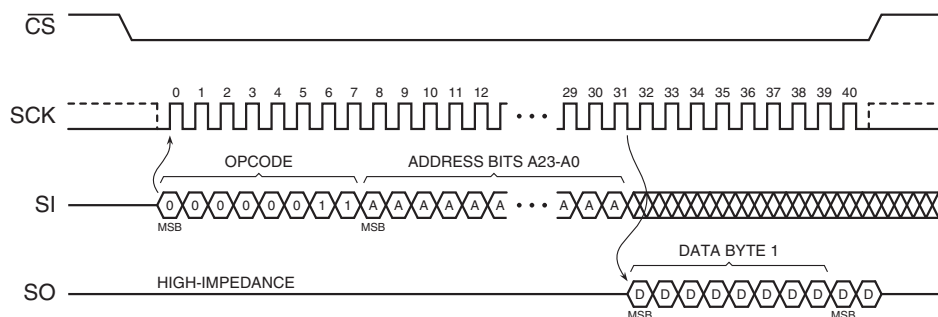 CS
0 1 2 3 4 5 6 7 8 9 10 11 12 29 30 31 32 33 34 35 36 37 38 39 40
SCK
OPCODE ADDRESS BITS A23-A0
SI 0 0 0 0 0 0 1 1 A A A A A A A A A
MSB MSB
DATA BYTE 1
HIGH-IMPEDANCE
SO D D D D D D D D D D
MSB MSB